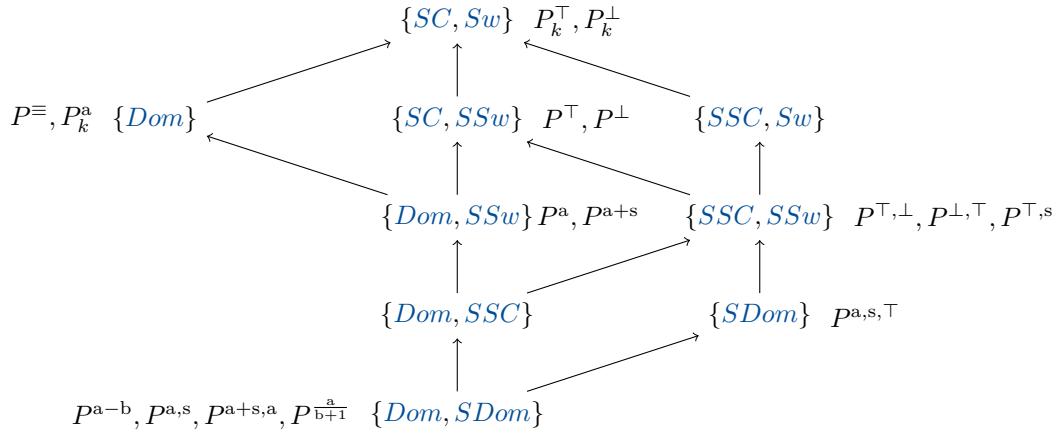 {SC, Sw} P_k^⊤, P_k^⊥
P^≡, P_k^a {Dom} {SC, SSw} P^⊤, P^⊥ {SSC, Sw}
{Dom, SSw} P^a, P^{a+s} {SSC, SSw} P^{⊤,⊥}, P^{⊥,⊤}, P^{⊤,s}
{Dom, SSC} {SDom} P^{a,s,⊤}
P^{a−b}, P^{a,s}, P^{a+s,a}, P^{\frac{a}{b+1}} {Dom, SDom}